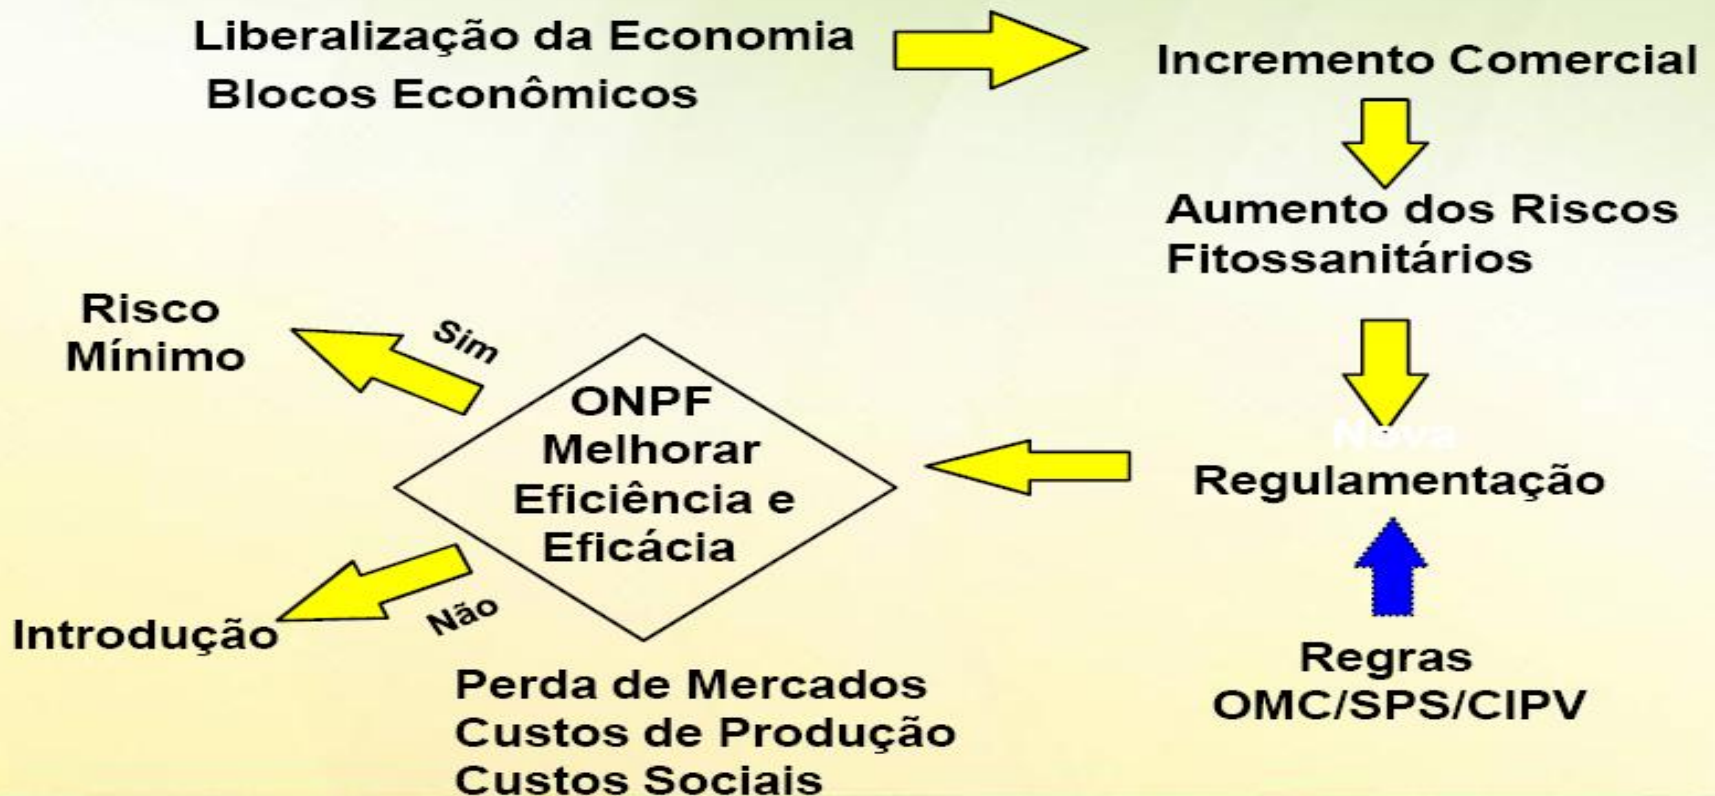 Liberalização da Economia
Blocos Econômicos
Incremento Comercial
Aumento dos Riscos
Fitossanitários
Nova
Regulamentação
Regras
OMC/SPS/CIPV
ONPF
Melhorar
Eficiência e
Eficácia
Sim
Risco
Mínimo
Não
Introdução
Perda de Mercados
Custos de Produção
Custos Sociais